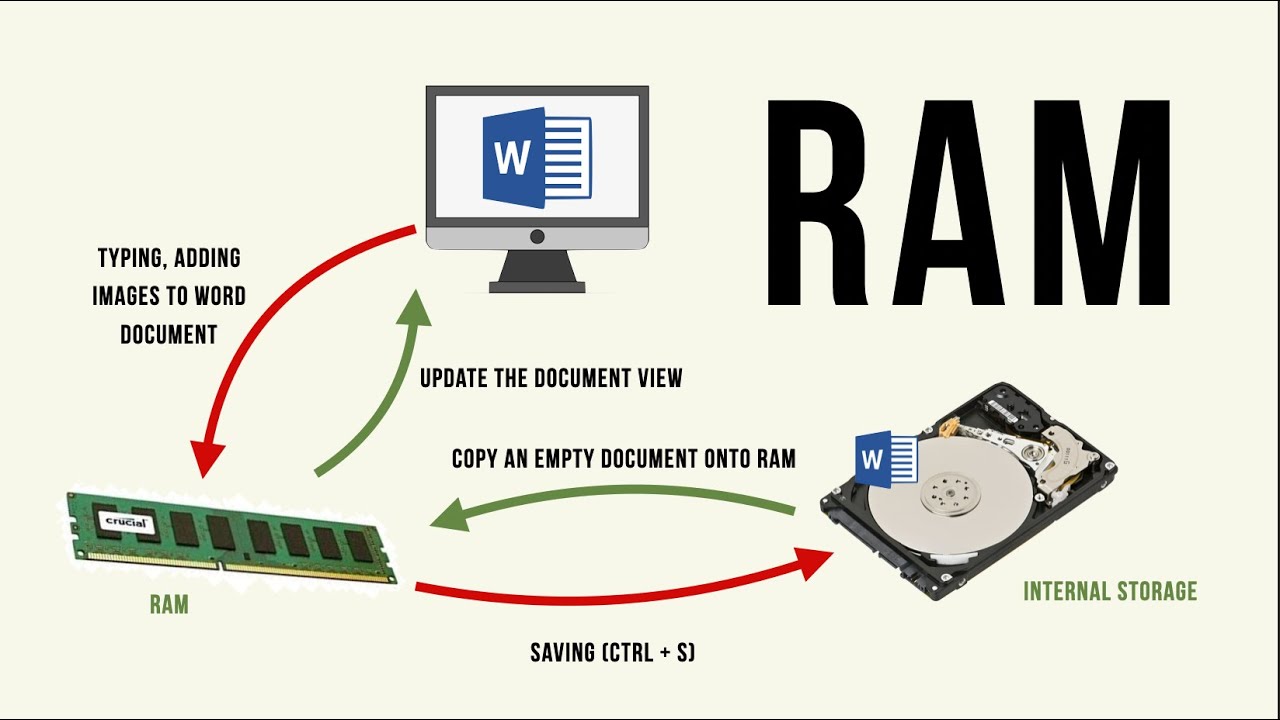 W
RAM
TYPING, ADDING
IMAGES TO WORD
DOCUMENT
UPDATE THE DOCUMENT VIEW
COPY AN EMPTY DOCUMENT ONTO RAM
W
crucial
RAM
INTERNAL STORAGE
SAVING (CTRL + S)